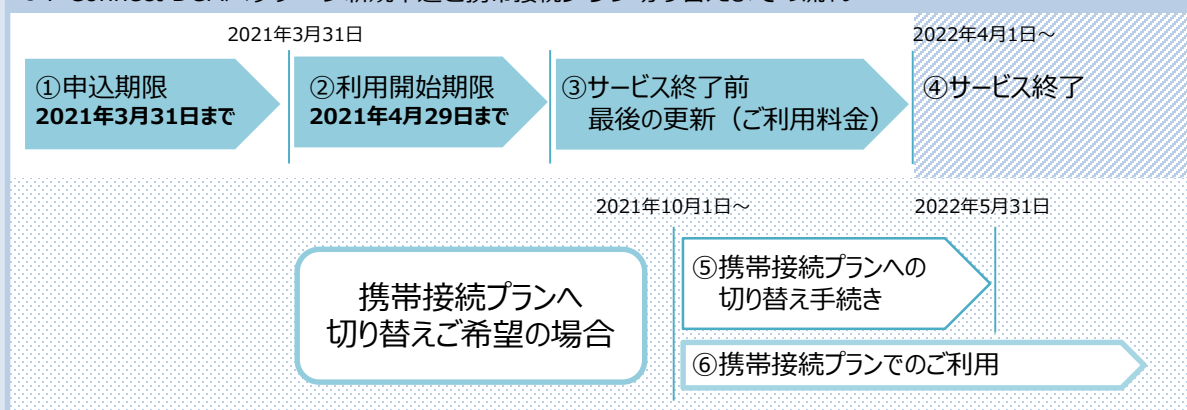 2021年3月31日
2022年4月1日～
①申込期限
2021年3月31日まで
②利用開始期限
2021年4月29日まで
③サービス終了前
最後の更新（ご利用料金）
④サービス終了
2021年10月1日～
2022年5月31日
携帯接続プランへ
切り替えご希望の場合
⑤携帯接続プランへの
切り替え手続き
⑥携帯接続プランでのご利用